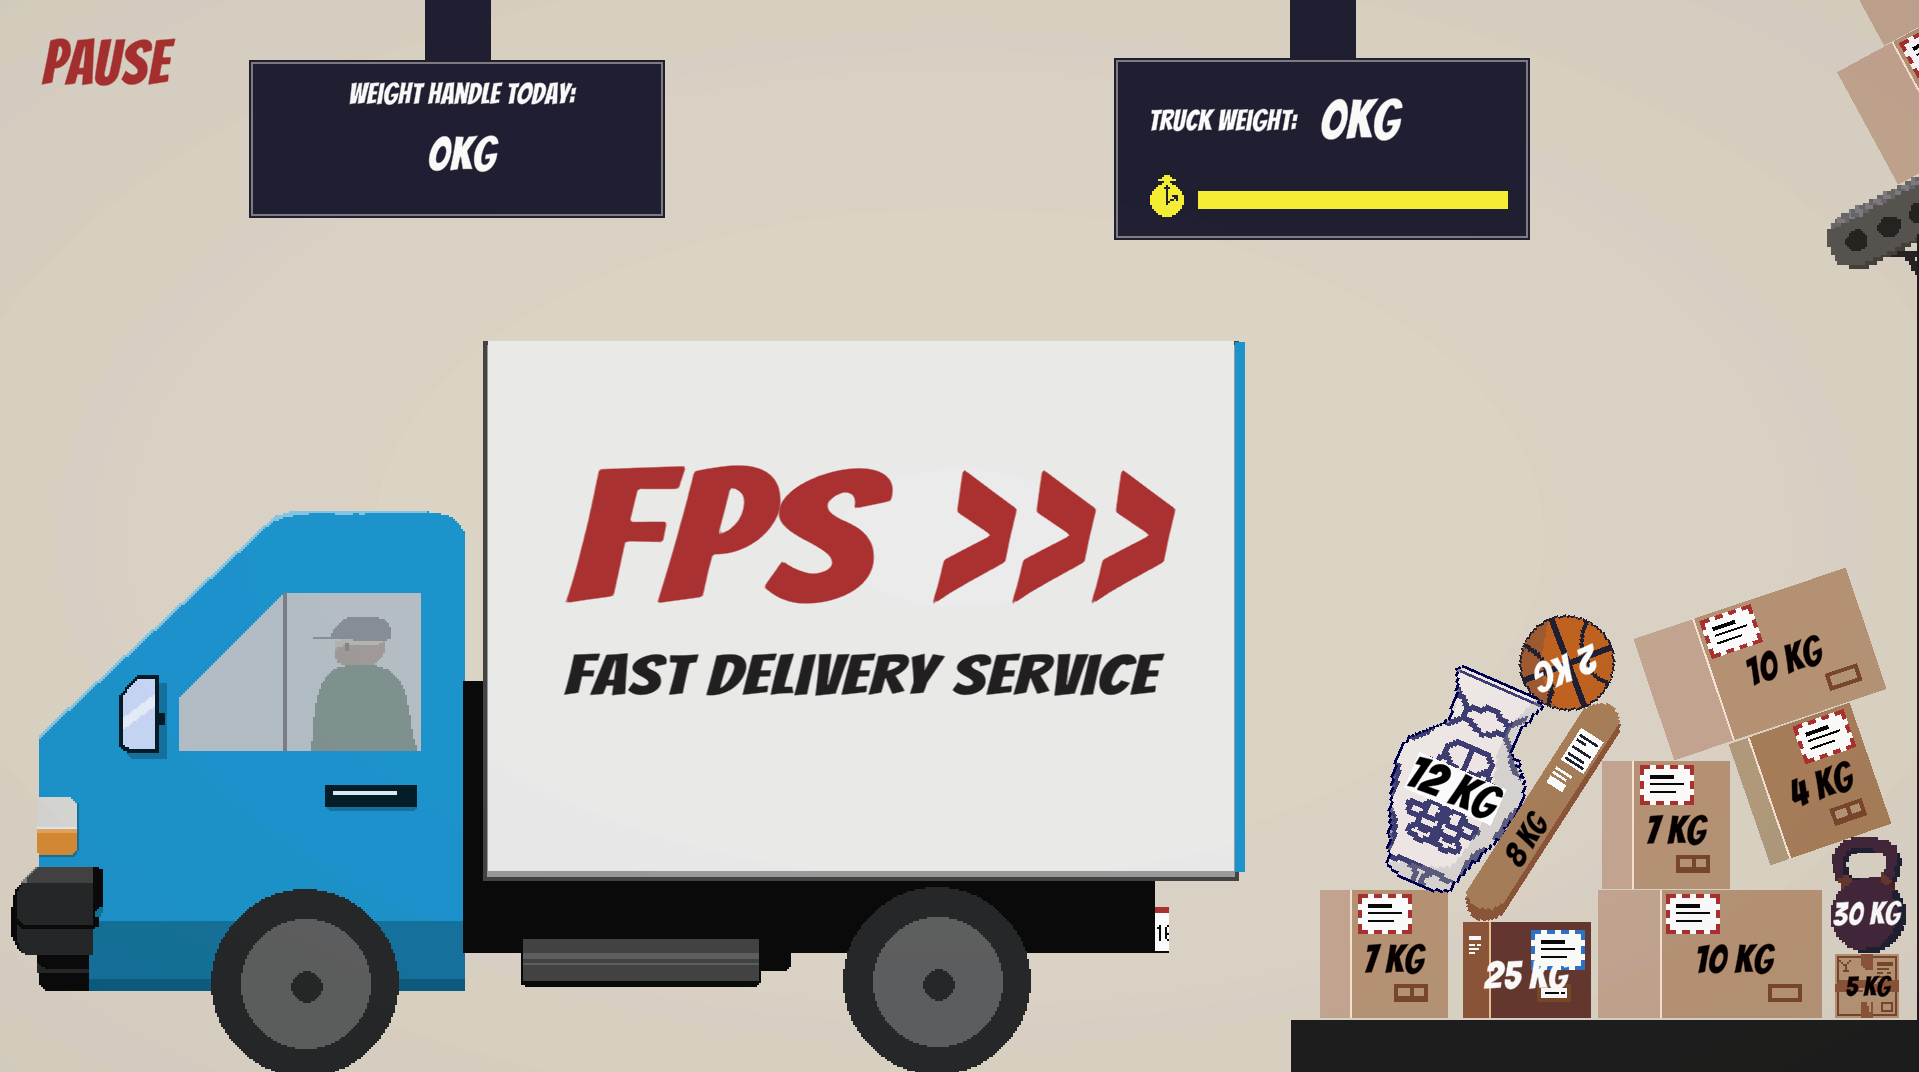 PAUSE
WEIGHT HANDLE TODAY:
0KG
TRUCK WEIGHT: 0KG
FPS >>>
FAST DELIVERY SERVICE
2 KG
10 KG
12 KG
4 KG
8 KG
7 KG
30 KG
7 KG
25 KG
10 KG
5 KG